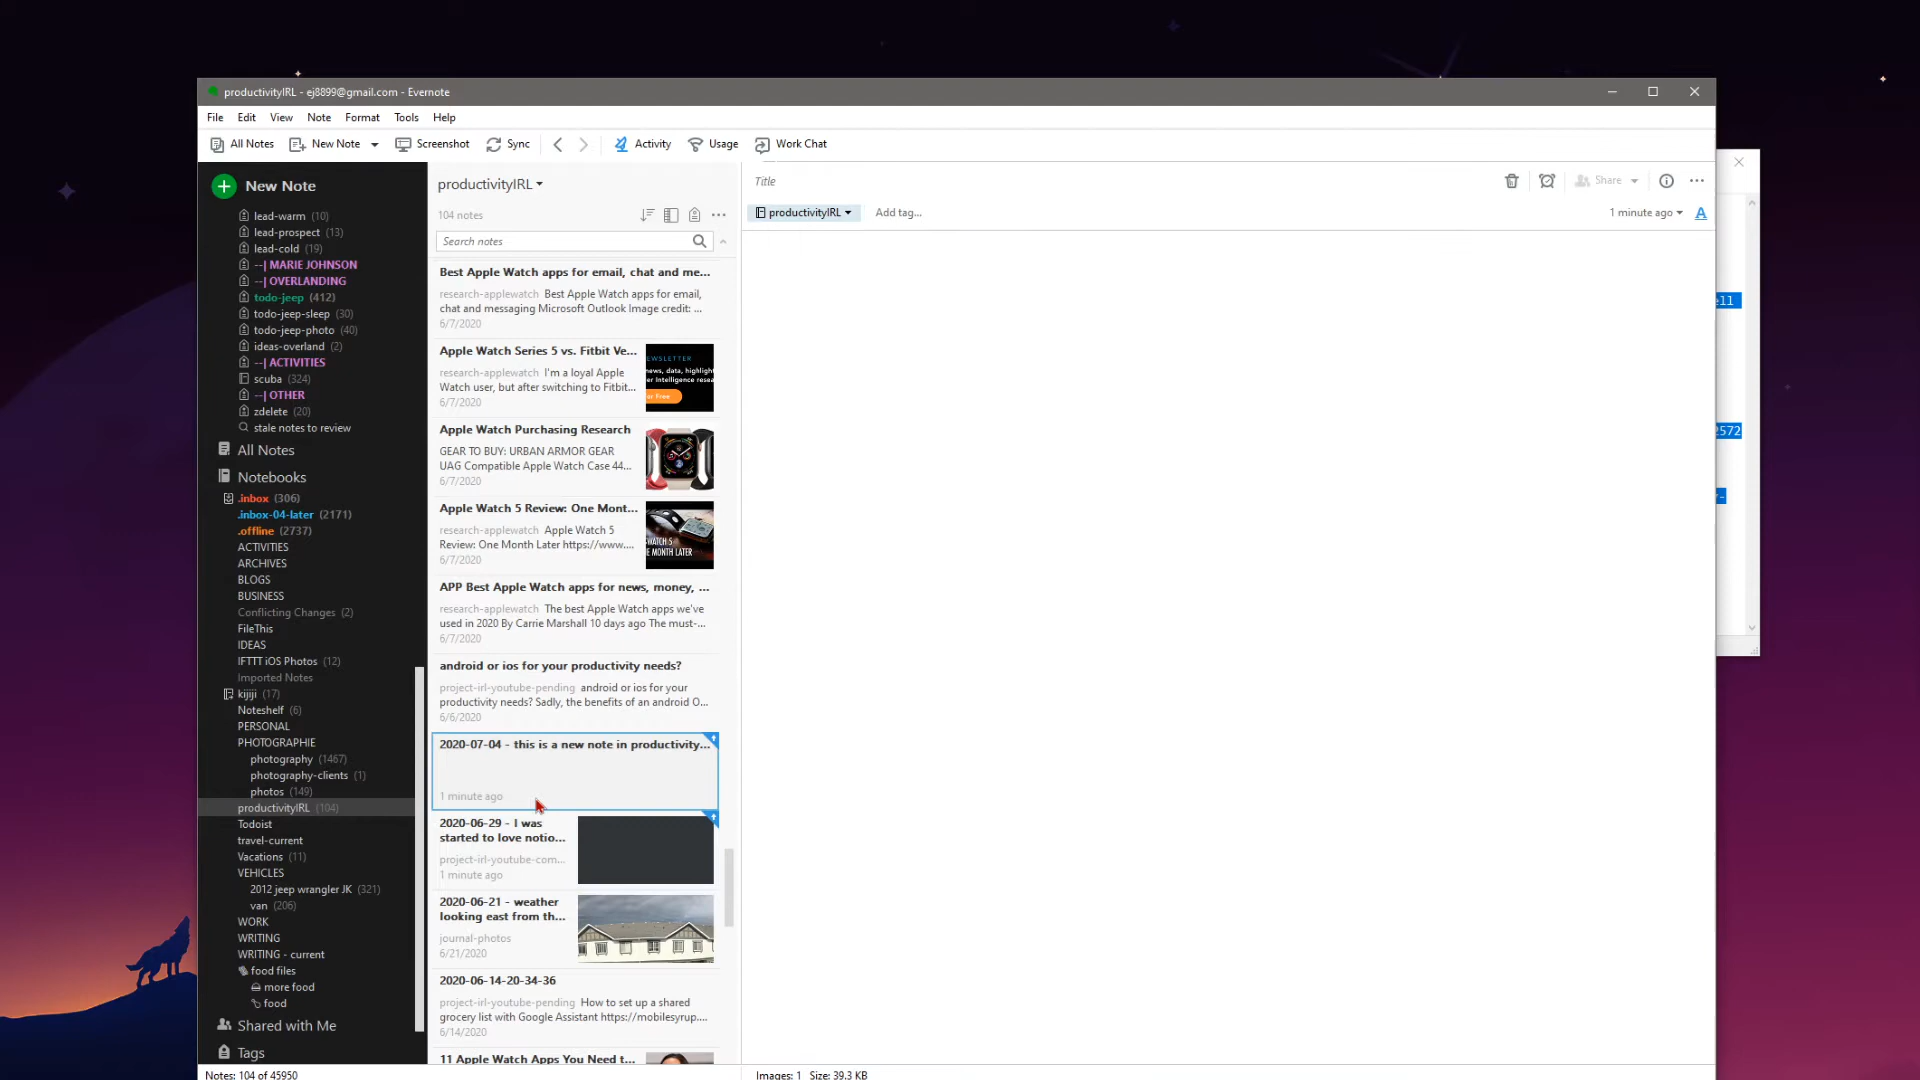 productivityIRL - ej8899@gmail.com - Evernote
File Edit View Note Format Tools Help
All Notes New Note Screenshot Sync Activity Usage Work Chat
New Note
lead-warm (10)
lead-prospect (13)
lead-cold (19)
--| MARIE JOHNSON
--| OVERLANDING
todo-jeep (412)
todo-jeep-sleep (30)
todo-jeep-photo (40)
ideas-overland (2)
--| ACTIVITIES
scuba (324)
--| OTHER
zdelete (20)
stale notes to review
All Notes
Notebooks
.inbox (306)
.inbox-04-later (2171)
.offline (2737)
ACTIVITIES
ARCHIVES
BLOGS
BUSINESS
Conflicting Changes (2)
FileThis
IDEAS
IFTTT iOS Photos (12)
Imported Notes
kijiji (17)
Noteshelf (6)
PERSONAL
PHOTOGRAPHIE
photography (1467)
photography-clients (1)
photos (149)
productivityIRL (104)
Todoist
travel-current
Vacations (11)
VEHICLES
2012 jeep wrangler JK (321)
van (206)
WORK
WRITING
WRITING - current
food files
more food
food
Shared with Me
Tags
Notes: 104 of 45950
productivityIRL
104 notes
Search notes
Best Apple Watch apps for email, chat and me...
research-applewatch Best Apple Watch apps for email,
chat and messaging Microsoft Outlook Image credit: ...
6/7/2020
Apple Watch Series 5 vs. Fitbit Ve...
research-applewatch I'm a loyal Apple
Watch user, but after switching to Fitbit...
6/7/2020
EWSLETTER
news, data, highlight
er Intelligence resea
er Free
Apple Watch Purchasing Research
GEAR TO BUY: URBAN ARMOR GEAR
UAG Compatible Apple Watch Case 44...
6/7/2020
Apple Watch 5 Review: One Mont...
research-applewatch Apple Watch 5
Review: One Month Later https://www....
6/7/2020
WATCH 5
E MONTH LATER
APP Best Apple Watch apps for news, money, ...
research-applewatch The best Apple Watch apps we've
used in 2020 By Carrie Marshall 10 days ago The must-...
6/7/2020
android or ios for your productivity needs?
project-irl-youtube-pending android or ios for your
productivity needs? Sadly, the benefits of an android O...
6/6/2020
2020-07-04 - this is a new note in productivity...
1 minute ago
2020-06-29 - I was
started to love notio...
project-irl-youtube-com...
1 minute ago
2020-06-21 - weather
looking east from th...
journal-photos
6/21/2020
2020-06-14-20-34-36
project-irl-youtube-pending How to set up a shared
grocery list with Google Assistant https://mobilesyrup....
6/14/2020
11 Apple Watch Apps You Need t...
Title
Share
productivityIRL Add tag... 1 minute ago A
Images: 1 Size: 39.3 KB
2572